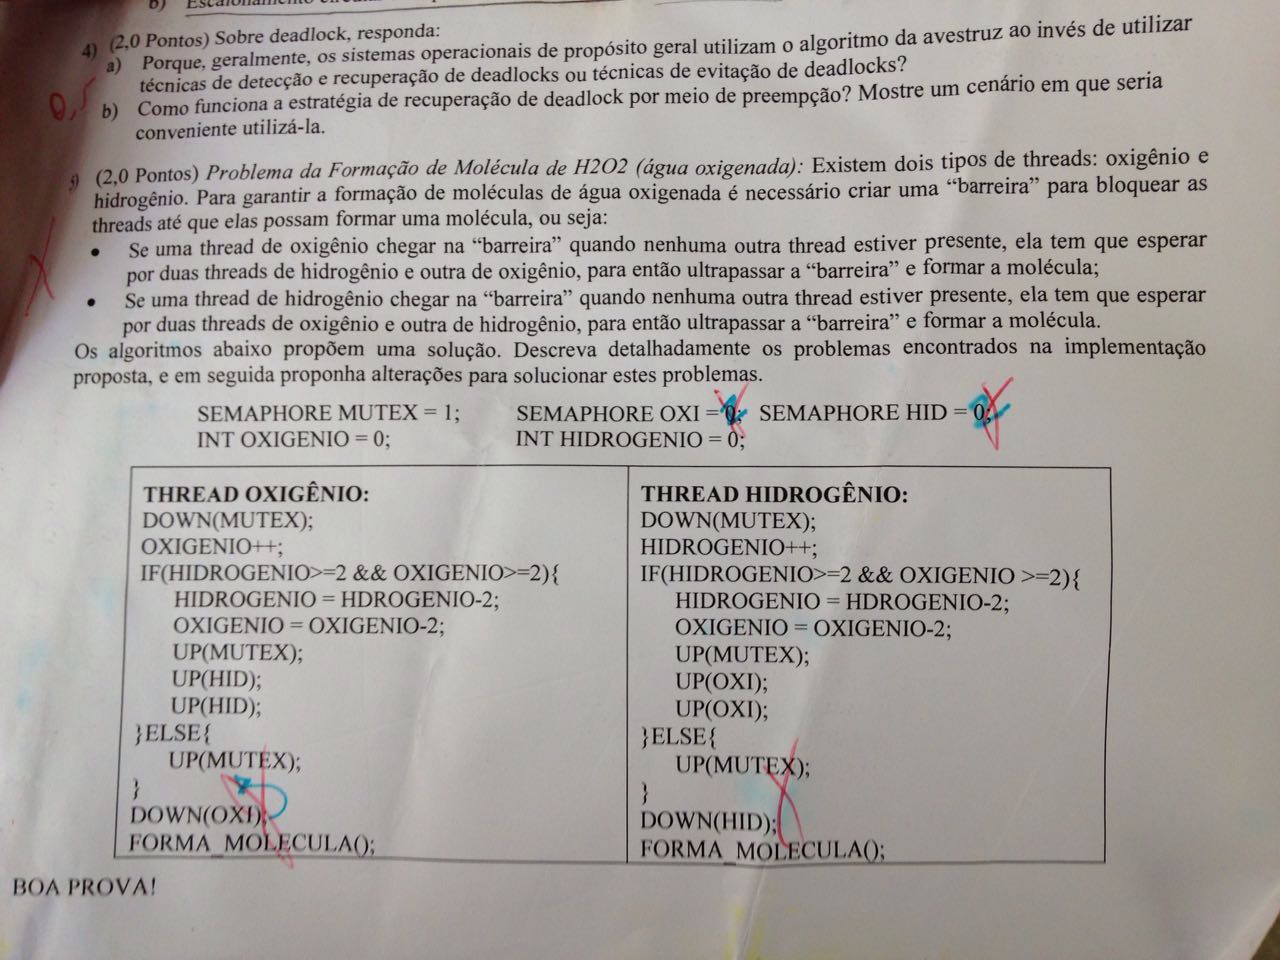 b) Escalonamento
4) (2,0 Pontos) Sobre deadlock, responda:
a) Porque, geralmente, os sistemas operacionais de propósito geral utilizam o algoritmo da avestruz ao invés de utilizar
técnicas de detecção e recuperação de deadlocks ou técnicas de evitação de deadlocks?
0,5
b) Como funciona a estratégia de recuperação de deadlock por meio de preempção? Mostre um cenário em que seria
conveniente utilizá-la.
5) (2,0 Pontos) Problema da Formação de Molécula de H2O2 (água oxigenada): Existem dois tipos de threads: oxigênio e
hidrogênio. Para garantir a formação de moléculas de água oxigenada é necessário criar uma “barreira” para bloquear as
threads até que elas possam formar uma molécula, ou seja:
• Se uma thread de oxigênio chegar na “barreira” quando nenhuma outra thread estiver presente, ela tem que esperar
por duas threads de hidrogênio e outra de oxigênio, para então ultrapassar a “barreira” e formar a molécula;
• Se uma thread de hidrogênio chegar na “barreira” quando nenhuma outra thread estiver presente, ela tem que esperar
por duas threads de oxigênio e outra de hidrogênio, para então ultrapassar a “barreira” e formar a molécula.
Os algoritmos abaixo propõem uma solução. Descreva detalhadamente os problemas encontrados na implementação
proposta, e em seguida proponha alterações para solucionar estes problemas.
SEMAPHORE MUTEX = 1; SEMAPHORE OXI = 0; SEMAPHORE HID = 0;
INT OXIGENIO = 0; INT HIDROGENIO = 0;
THREAD OXIGÊNIO:
DOWN(MUTEX);
OXIGENIO++;
IF(HIDROGENIO>=2 && OXIGENIO>=2){
HIDROGENIO = HDROGENIO-2;
OXIGENIO = OXIGENIO-2;
UP(MUTEX);
UP(HID);
UP(HID);
}ELSE{
UP(MUTEX);
}
DOWN(OXI);
FORMA_MOLECULA();
THREAD HIDROGÊNIO:
DOWN(MUTEX);
HIDROGENIO++;
IF(HIDROGENIO>=2 && OXIGENIO >=2){
HIDROGENIO = HDROGENIO-2;
OXIGENIO = OXIGENIO-2;
UP(MUTEX);
UP(OXI);
UP(OXI);
}ELSE{
UP(MUTEX);
}
DOWN(HID);
FORMA_MOLECULA();
BOA PROVA!